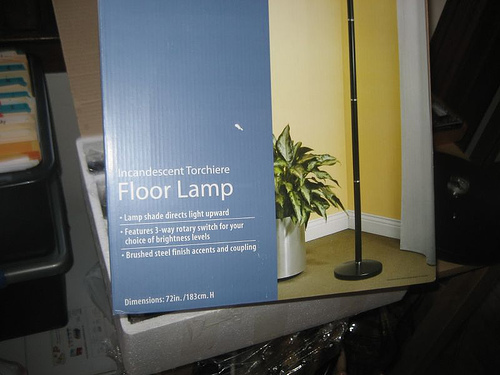 Incandescent Torchiere
Floor Lamp
• Lamp shade directs light upward
• Features 3-way rotary switch for your
choice of brightness levels
• Brushed steel finish accents and coupling
Dimensions: 72in./183cm. H